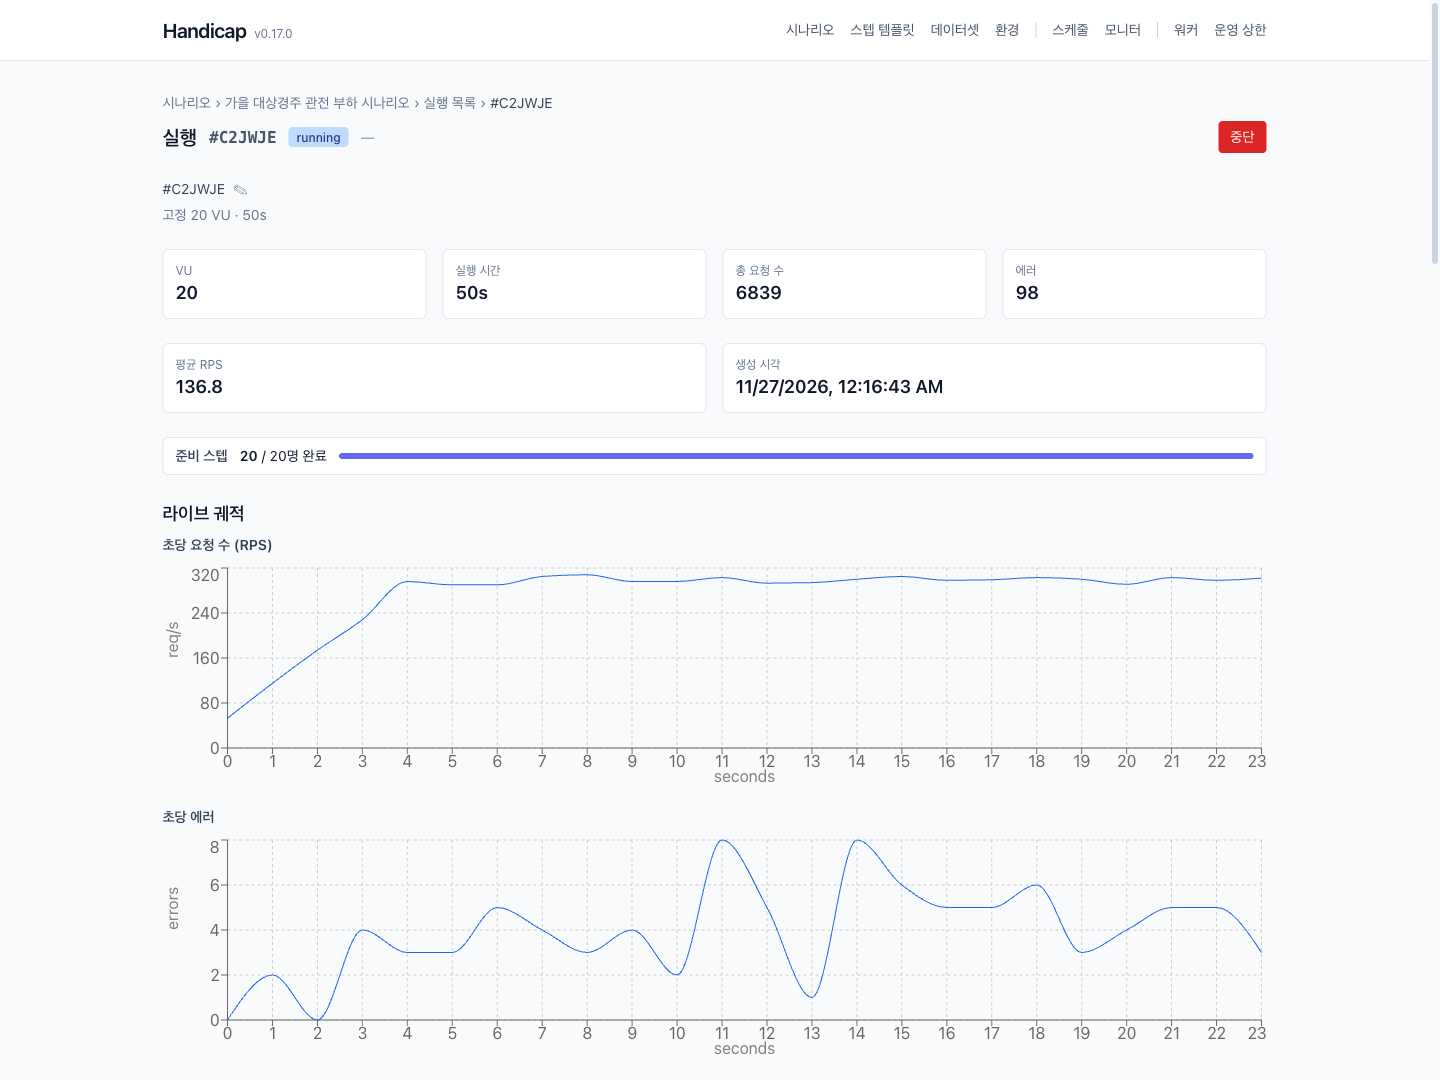 Handicap v0.17.0
시나리오 스텝 템플릿 데이터셋 환경 스케줄 모니터 워커 운영 상한
시나리오 › 가을 대상경주 관전 부하 시나리오 › 실행 목록 › #C2JWJE
실행 #C2JWJE running —
중단
#C2JWJE ✎
고정 20 VU · 50s
VU
20
실행 시간
50s
총 요청 수
6839
에러
98
평균 RPS
136.8
생성 시각
11/27/2026, 12:16:43 AM
준비 스텝 20 / 20명 완료
라이브 궤적
초당 요청 수 (RPS)
320
240
160
80
0
req/s
0 1 2 3 4 5 6 7 8 9 10 11 12 13 14 15 16 17 18 19 20 21 22 23
seconds
초당 에러
8
6
4
2
0
errors
0 1 2 3 4 5 6 7 8 9 10 11 12 13 14 15 16 17 18 19 20 21 22 23
seconds